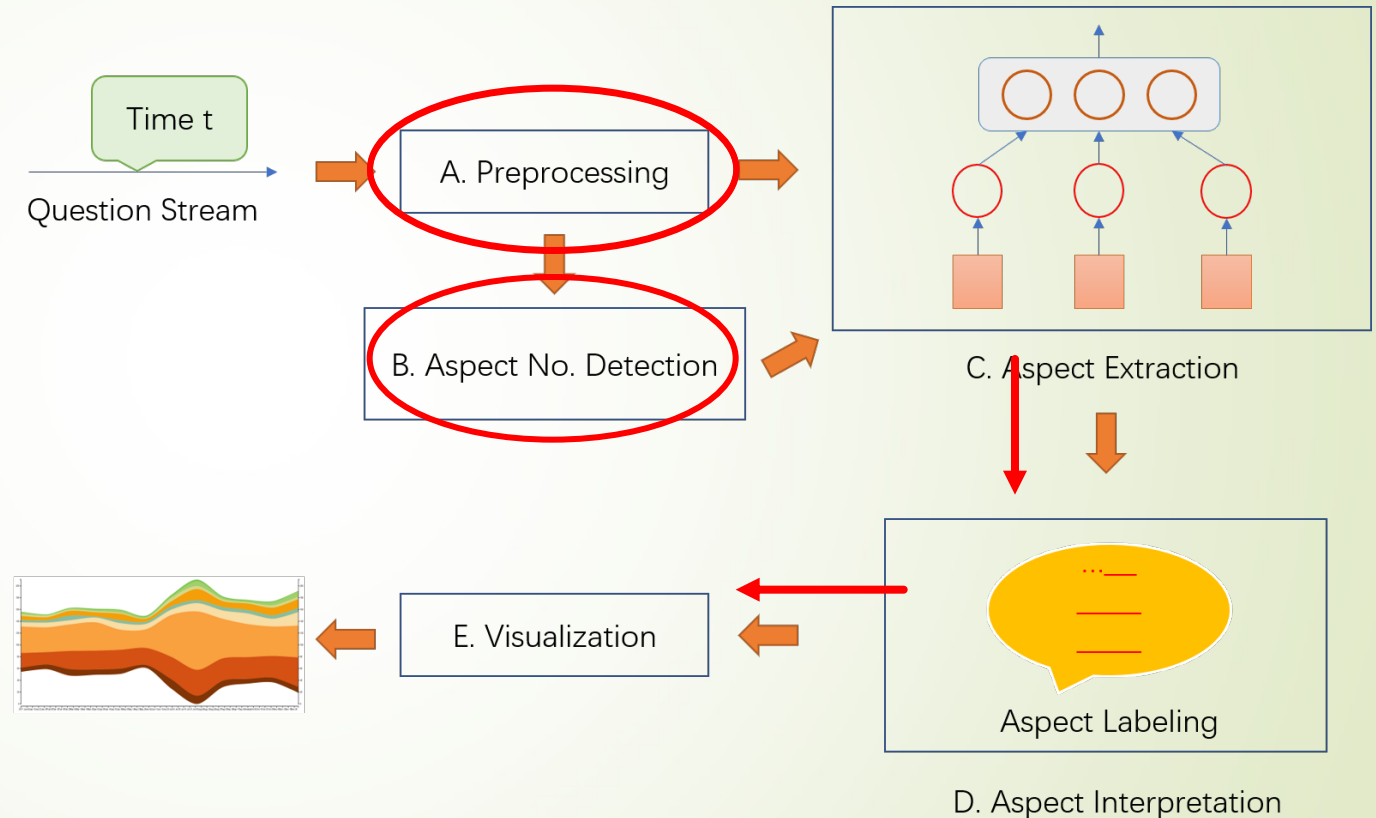 Time t
Question Stream
A. Preprocessing
B. Aspect No. Detection
C. Aspect Extraction
...
Aspect Labeling
D. Aspect Interpretation
E. Visualization